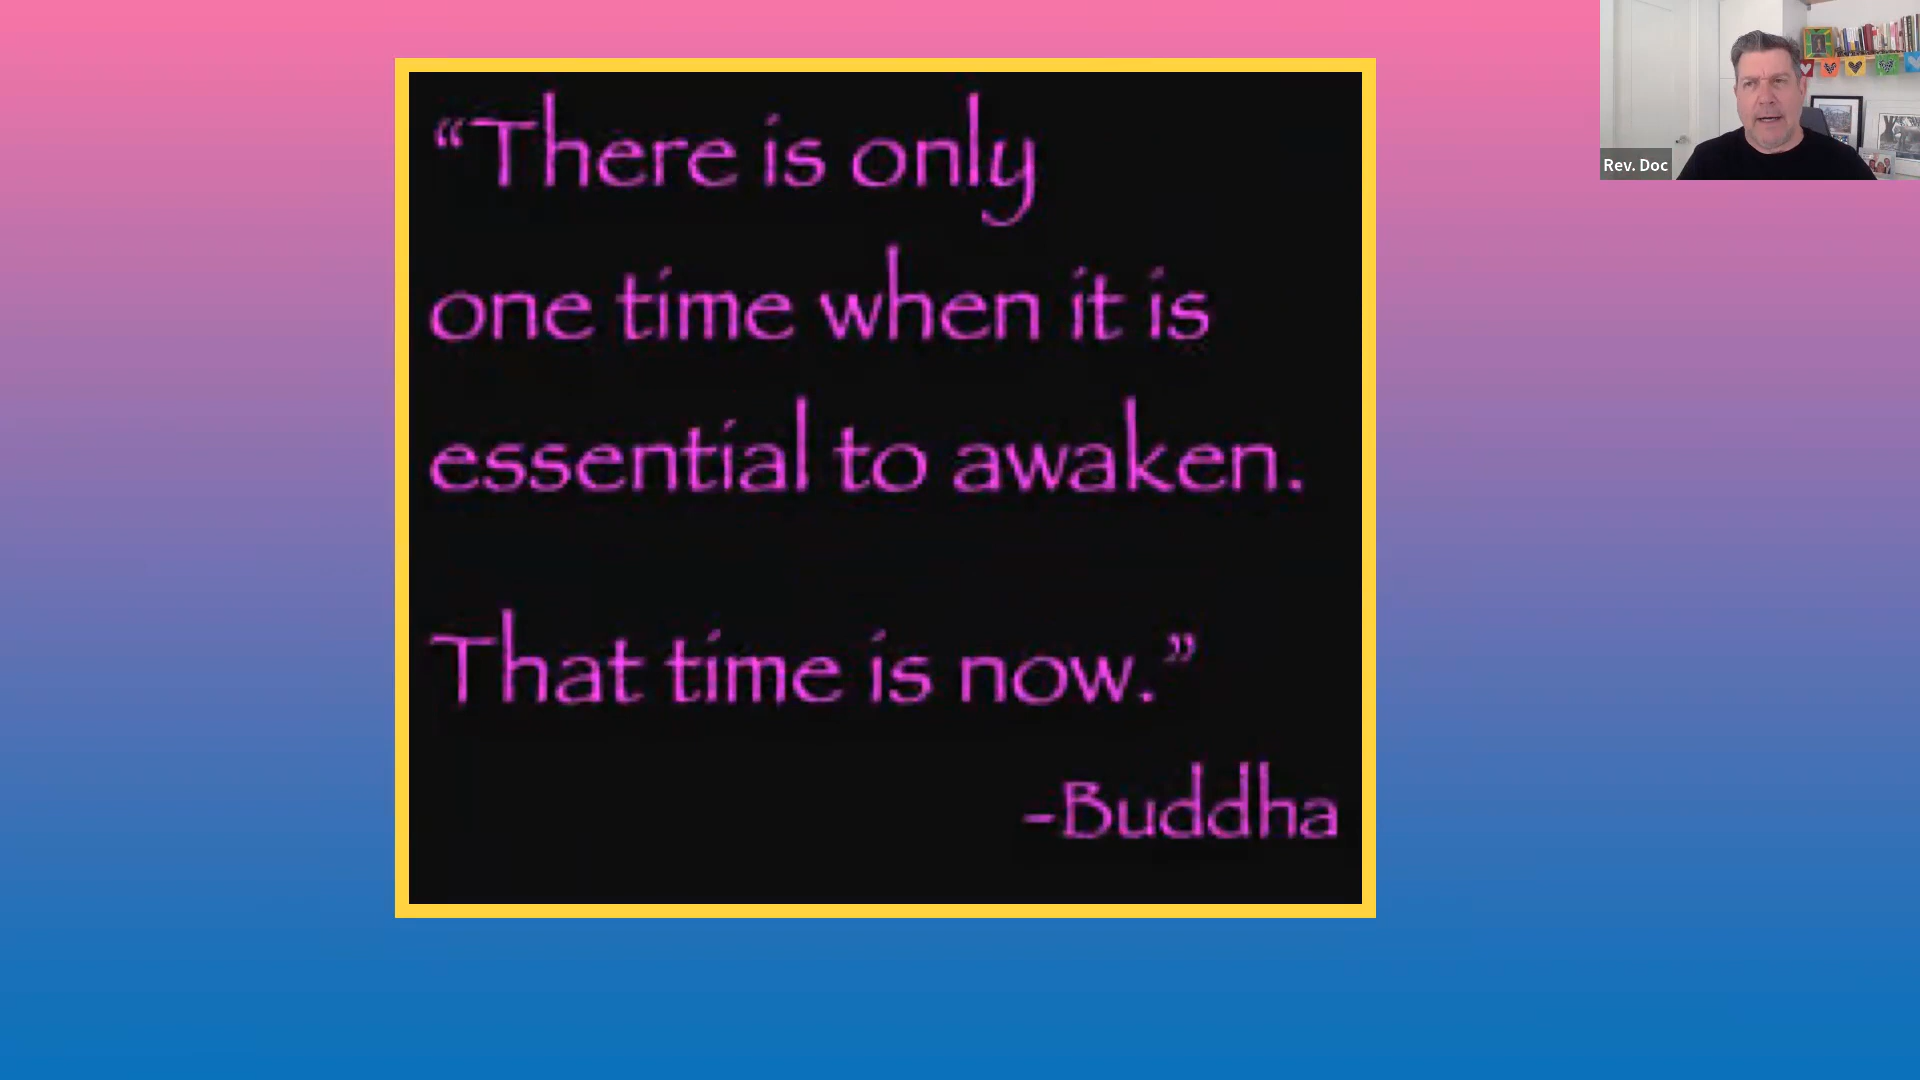 “There is only
one time when it is
essential to awaken.
That time is now.”
-Buddha
Rev. Doc